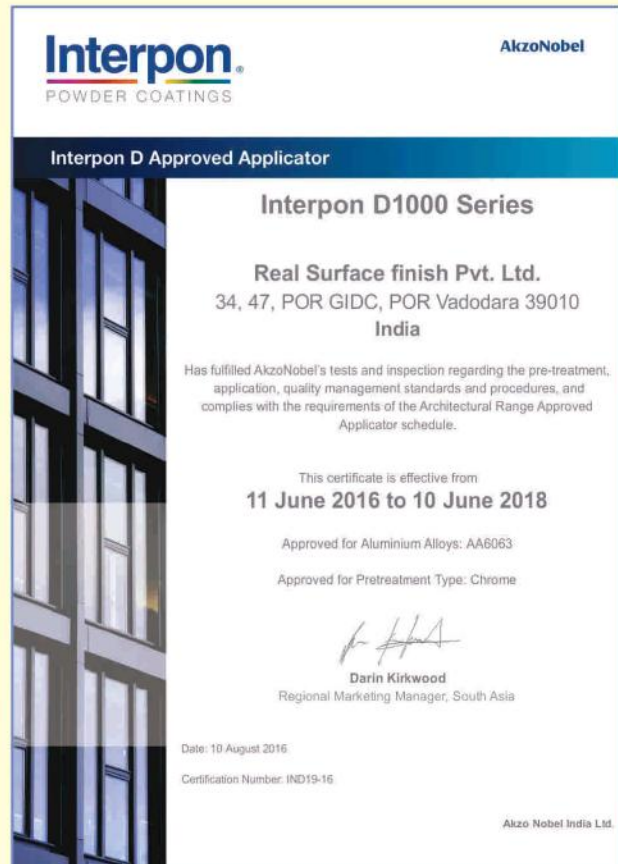 Interpon®
POWDER COATINGS
AkzoNobel
Interpon D Approved Applicator
Interpon D1000 Series
Real Surface finish Pvt. Ltd.
34, 47, POR GIDC, POR Vadodara 39010
India
Has fulfilled AkzoNobel's tests and inspection regarding the pre-treatment,
application, quality management standards and procedures, and
complies with the requirements of the Architectural Range Approved
Applicator schedule.
This certificate is effective from
11 June 2016 to 10 June 2018
Approved for Aluminium Alloys: AA6063
Approved for Pretreatment Type: Chrome
Darin Kirkwood
Regional Marketing Manager, South Asia
Date: 10 August 2016
Certification Number: IND19-16
Akzo Nobel India Ltd.